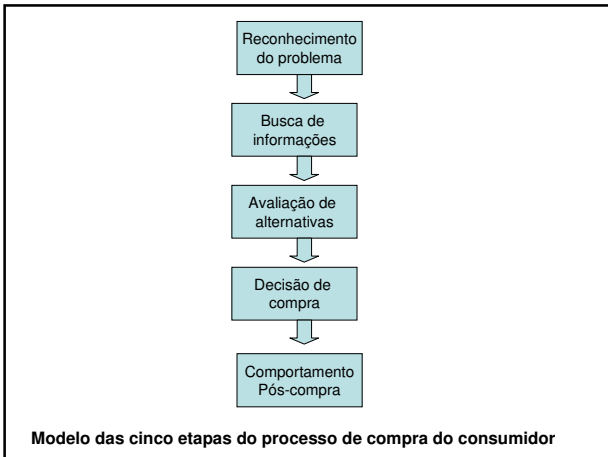 Reconhecimento
do problema
Busca de
informações
Avaliação de
alternativas
Decisão de
compra
Comportamento
Pós-compra
Modelo das cinco etapas do processo de compra do consumidor